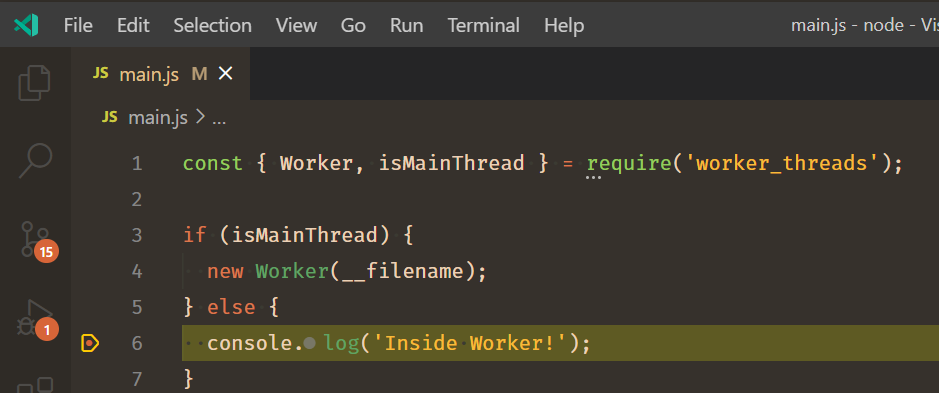 File Edit Selection View Go Run Terminal Help main.js - node - Vis
JS main.js M
JS main.js > ...
1 const { Worker, isMainThread } = require('worker_threads');
2
3 if (isMainThread) {
15
4 new Worker(__filename);
5 } else {
1
6 console. log('Inside Worker!');
7 }